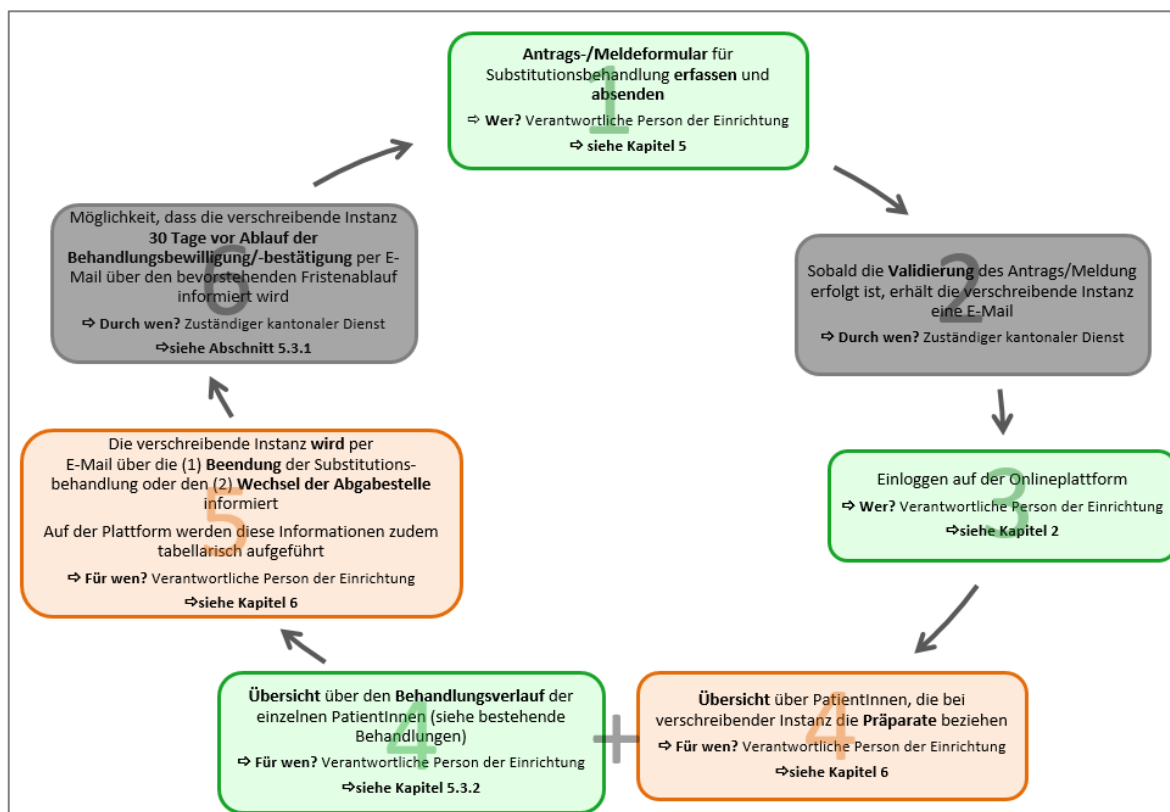 1
Antrags-/Meldeformular für
Substitutionsbehandlung erfassen und
absenden
⇨ Wer? Verantwortliche Person der Einrichtung
⇨ siehe Kapitel 5
2
Sobald die Validierung des Antrags/Meldung
erfolgt ist, erhält die verschreibende Instanz
eine E-Mail
⇨ Durch wen? Zuständiger kantonaler Dienst
3
Einloggen auf der Onlineplattform
⇨ Wer? Verantwortliche Person der Einrichtung
⇨siehe Kapitel 2
4
Übersicht über PatientInnen, die bei
verschreibender Instanz die Präparate beziehen
⇨ Für wen? Verantwortliche Person der Einrichtung
⇨siehe Kapitel 6
+
4
Übersicht über den Behandlungsverlauf der
einzelnen PatientInnen (siehe bestehende
Behandlungen)
⇨ Für wen? Verantwortliche Person der Einrichtung
⇨siehe Kapitel 5.3.2
5
Die verschreibende Instanz wird per
E-Mail über die (1) Beendung der Substitutions-
behandlung oder den (2) Wechsel der Abgabestelle
informiert
Auf der Plattform werden diese Informationen zudem
tabellarisch aufgeführt
⇨ Für wen? Verantwortliche Person der Einrichtung
⇨siehe Kapitel 6
6
Möglichkeit, dass die verschreibende Instanz
30 Tage vor Ablauf der
Behandlungsbewilligung/-bestätigung per E-
Mail über den bevorstehenden Fristenablauf
informiert wird
⇨ Durch wen? Zuständiger kantonaler Dienst
⇨siehe Abschnitt 5.3.1